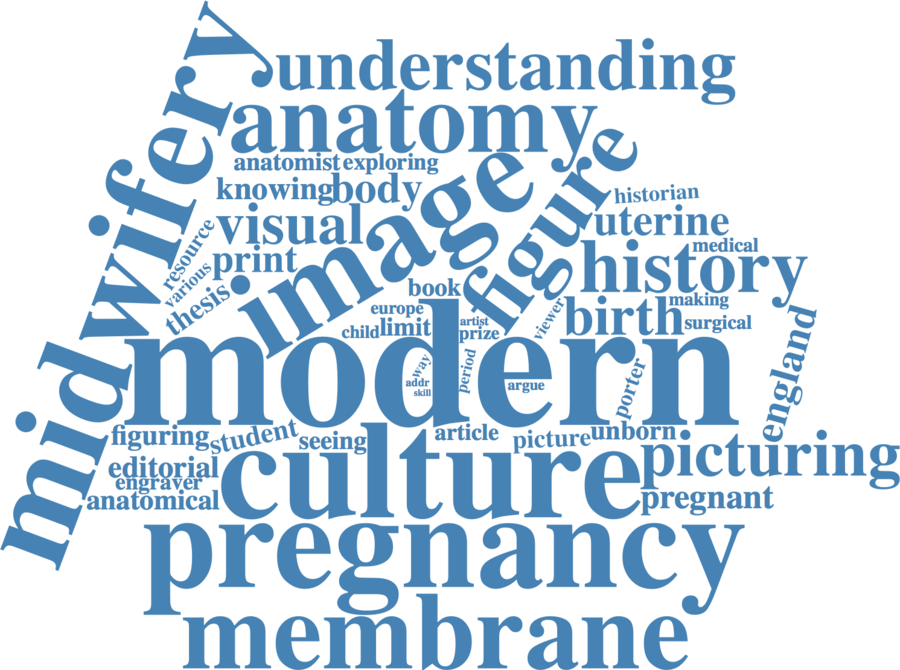 midwifery
understanding
anatomy
anatomist exploring
knowing body
image
figure
historian
visual
uterine
resource
medical
various
print
history
thesis
book
making
europe
birth
viewer
surgical
child limit
artist
prize
england
modern
way
period
addr
skill
argue
porter
figuring student seeing
article
picture unborn
editorial
culture
picturing
engraver
anatomical
pregnant
pregnancy
membrane